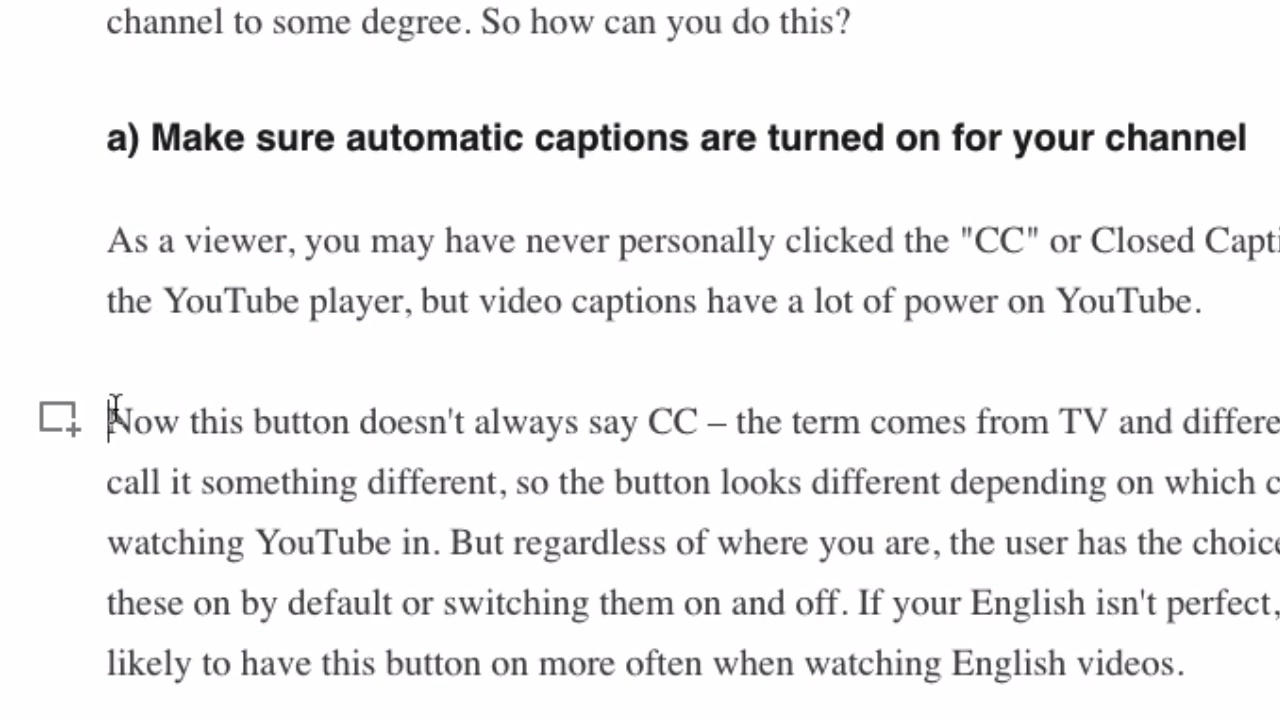 channel to some degree. So how can you do this?
a) Make sure automatic captions are turned on for your channel
As a viewer, you may have never personally clicked the "CC" or Closed Capti
the YouTube player, but video captions have a lot of power on YouTube.
Now this button doesn't always say CC – the term comes from TV and differe
call it something different, so the button looks different depending on which c
watching YouTube in. But regardless of where you are, the user has the choice
these on by default or switching them on and off. If your English isn't perfect,
likely to have this button on more often when watching English videos.